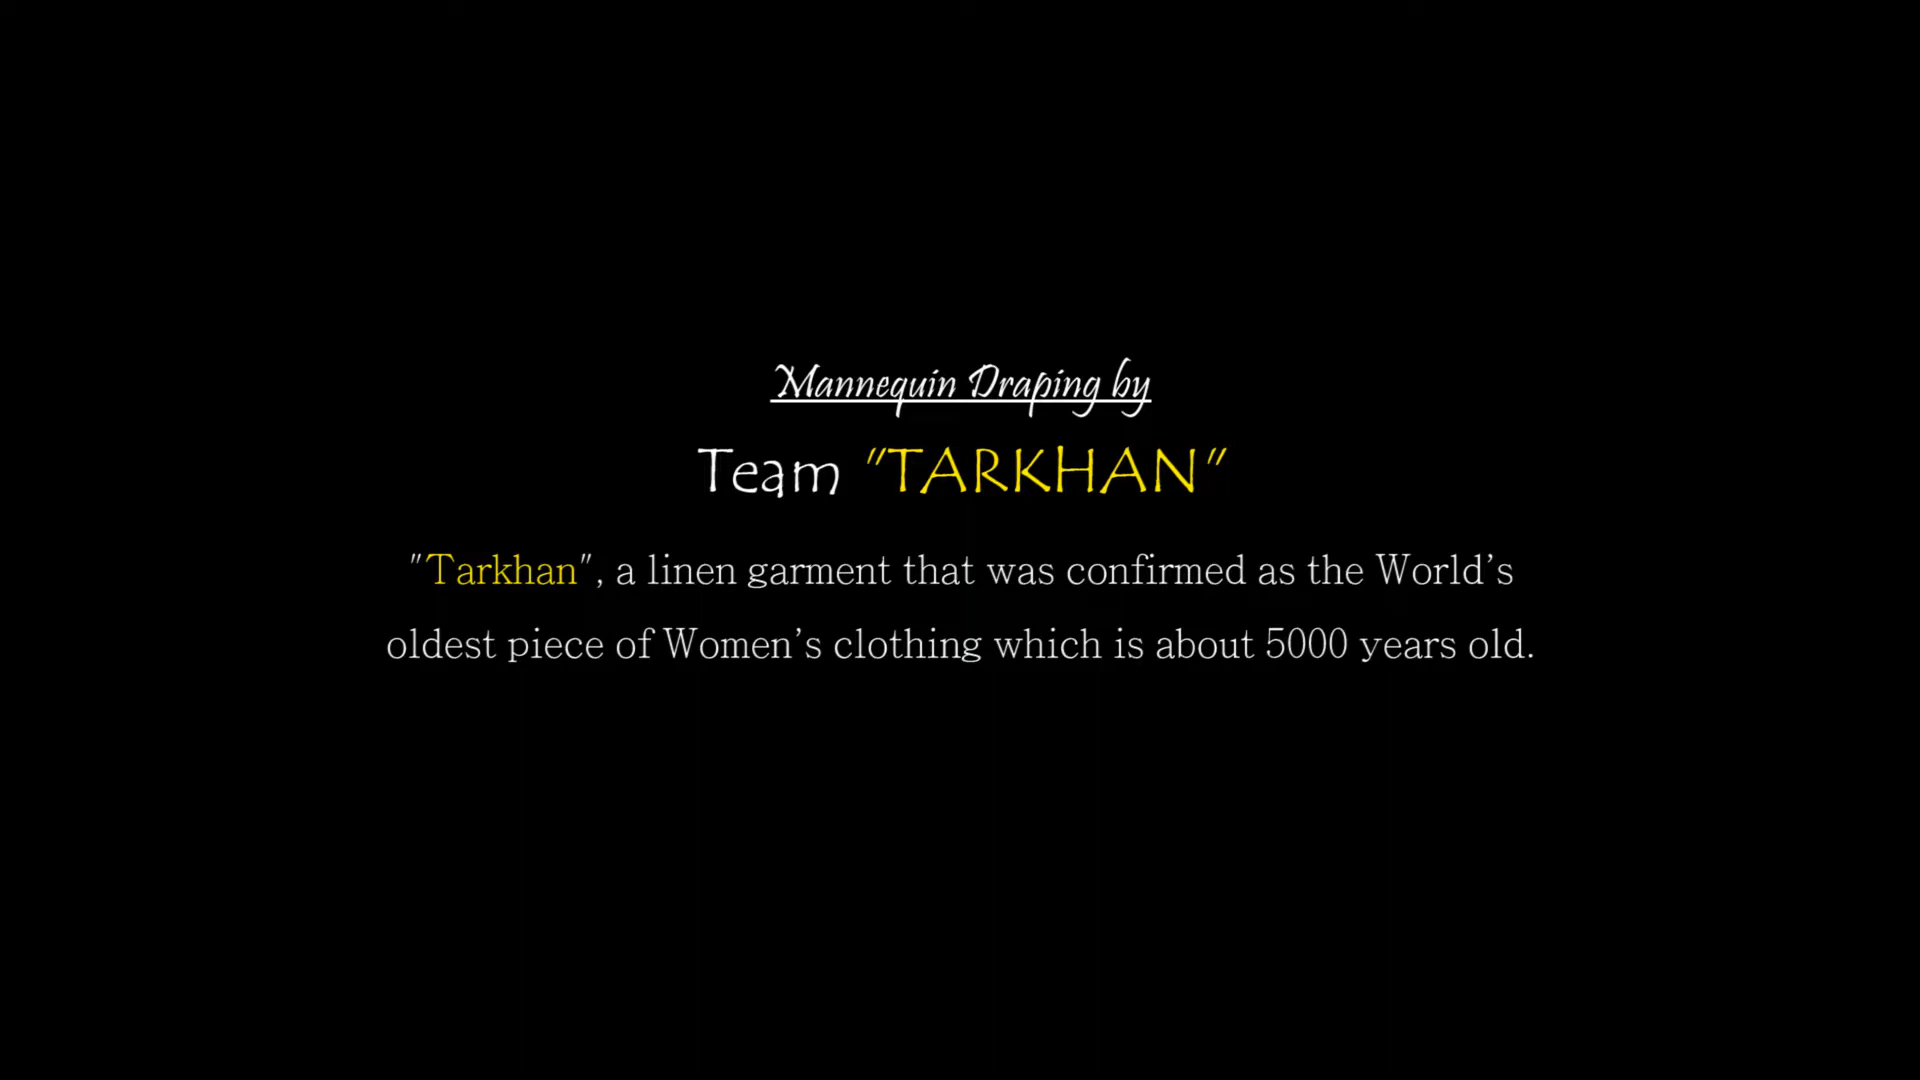 Mannequin Draping by
Team "TARKHAN"
"Tarkhan", a linen garment that was confirmed as the World's
oldest piece of Women's clothing which is about 5000 years old.